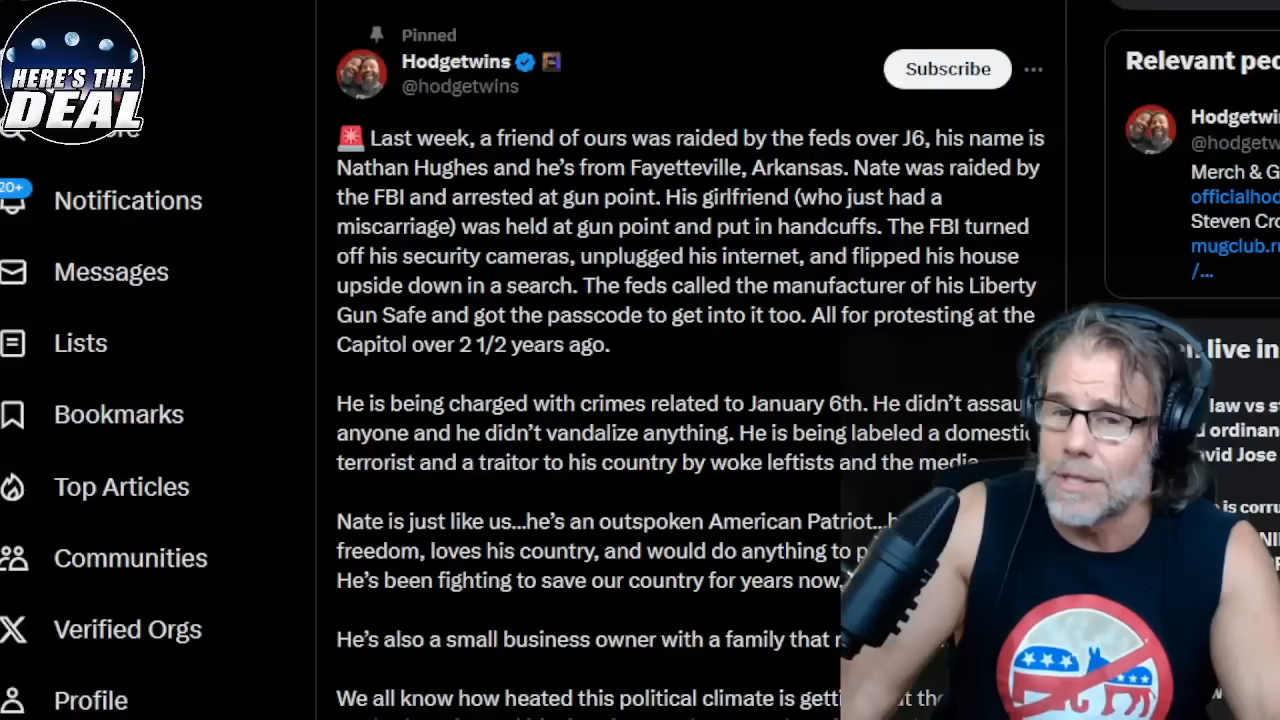 HERE'S THE
DEAL
Notifications
20+
Messages
Lists
Bookmarks
Top Articles
Communities
Verified Orgs
Profile
Pinned
Hodgetwins
@hodgetwins
Subscribe
🚨 Last week, a friend of ours was raided by the feds over J6, his name is
Nathan Hughes and he's from Fayetteville, Arkansas. Nate was raided by
the FBI and arrested at gun point. His girlfriend (who just had a
miscarriage) was held at gun point and put in handcuffs. The FBI turned
off his security cameras, unplugged his internet, and flipped his house
upside down in a search. The feds called the manufacturer of his Liberty
Gun Safe and got the passcode to get into it too. All for protesting at the
Capitol over 2 1/2 years ago.
He is being charged with crimes related to January 6th. He didn't assau
anyone and he didn't vandalize anything. He is being labeled a domestic
terrorist and a traitor to his country by woke leftists and the media
Nate is just like us...he's an outspoken American Patriot...
freedom, loves his country, and would do anything to p
He's been fighting to save our country for years now.
He's also a small business owner with a family that
We all know how heated this political climate is getti
Relevant peo
Hodgetwin
@hodgetw
Merch & G
officialhod
Steven Cro
mugclub.ru
/...
live in
law vs st
ordinanc
vid Jose
is corru